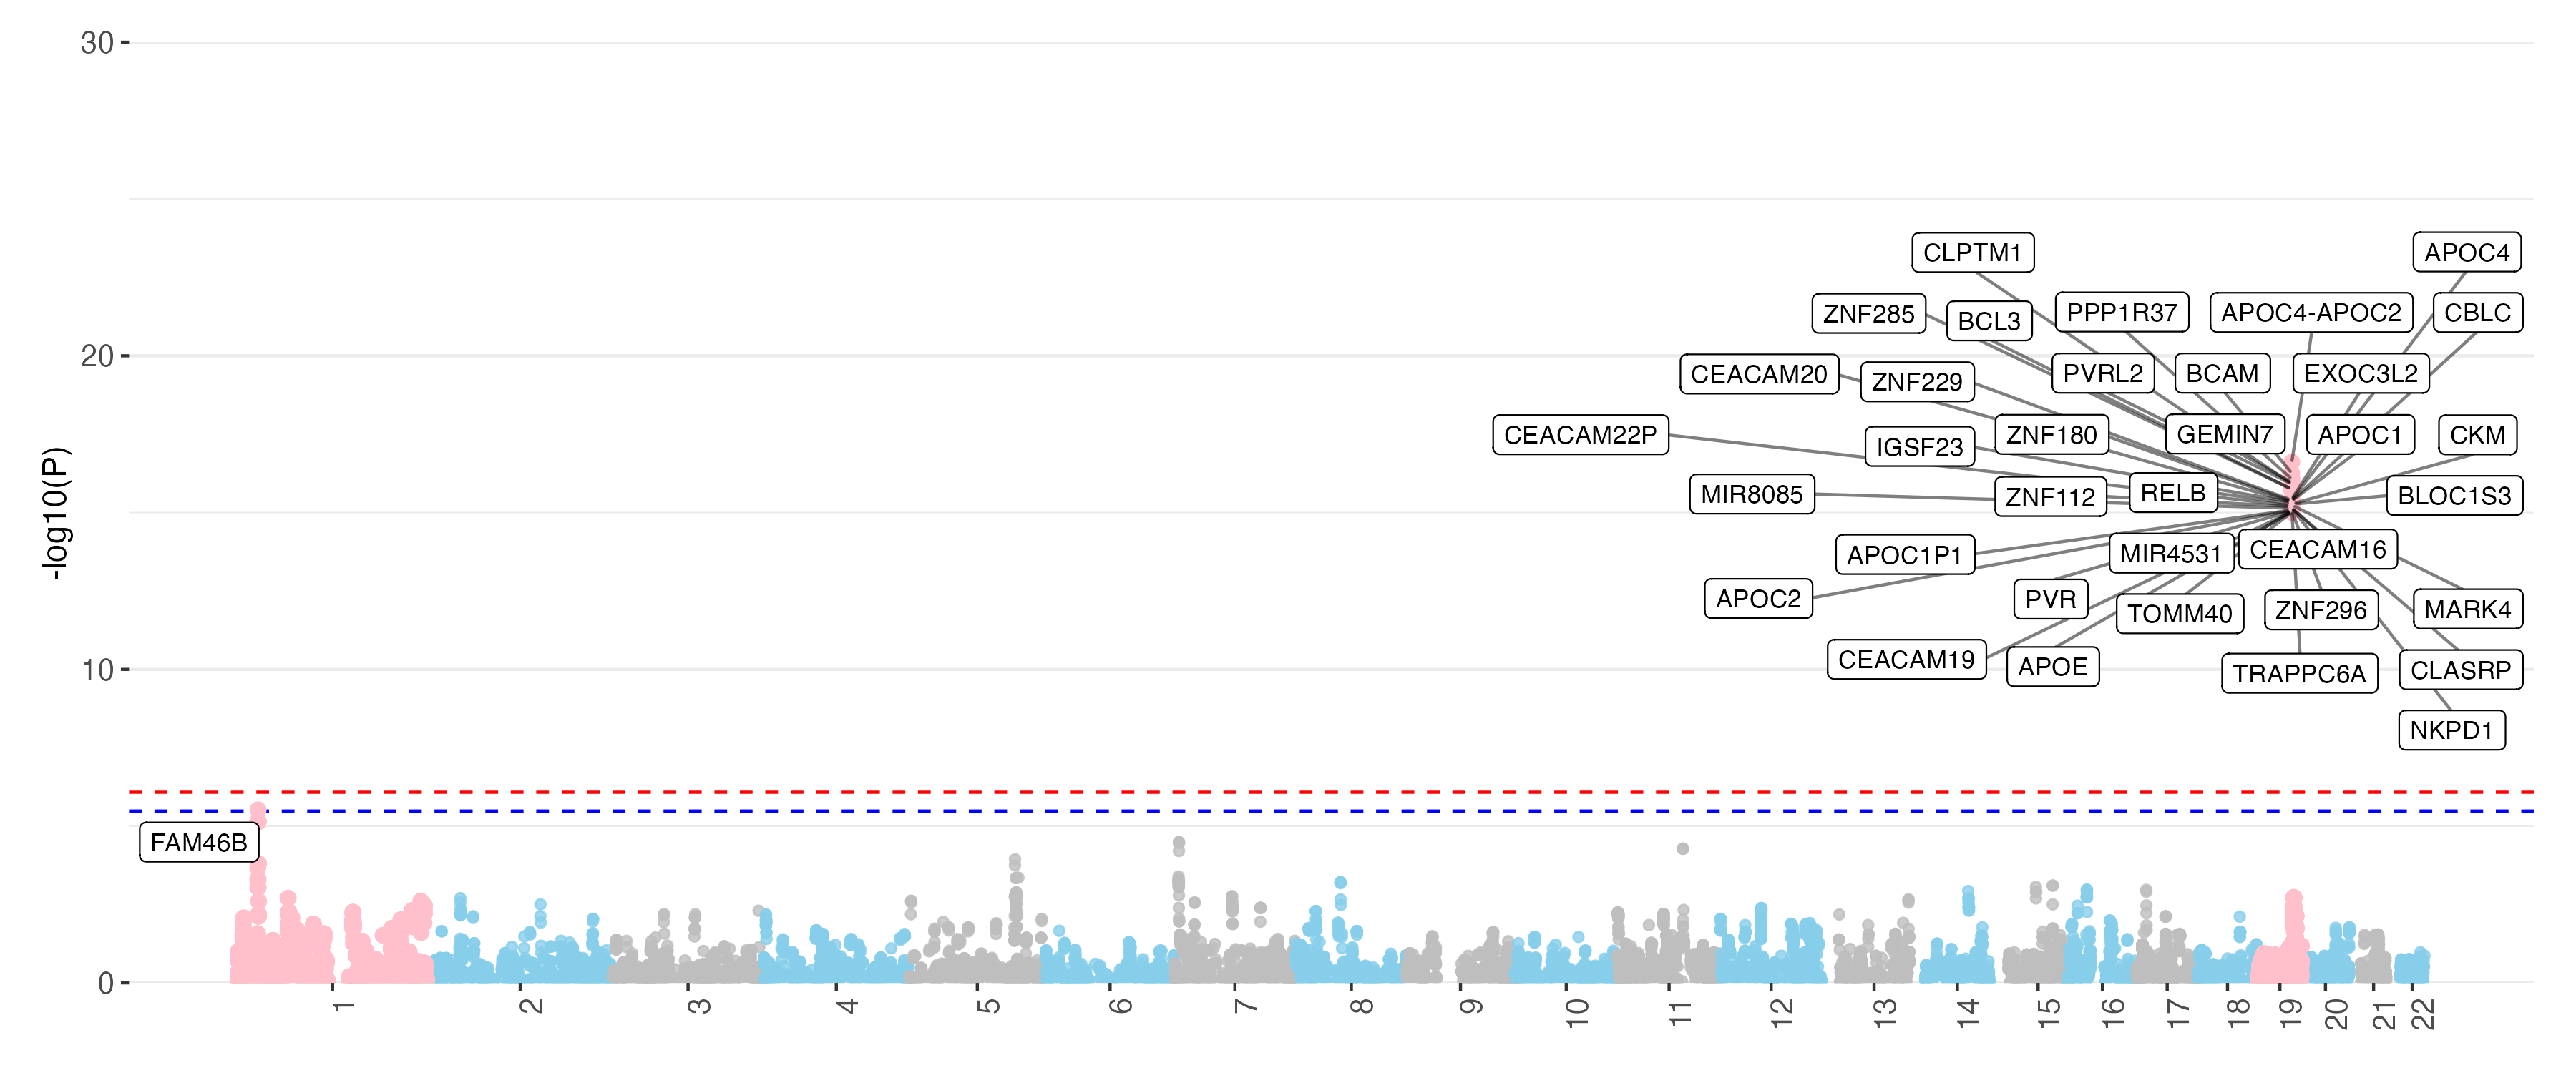 30
20
10
0
-log10(P)
CLPTM1
APOC4
ZNF285
BCL3
PPP1R37
APOC4-APOC2
CBLC
CEACAM20
ZNF229
PVRL2
BCAM
EXOC3L2
CEACAM22P
IGSF23
ZNF180
GEMIN7
APOC1
CKM
MIR8085
ZNF112
RELB
BLOC1S3
APOC1P1
MIR4531
CEACAM16
APOC2
PVR
TOMM40
ZNF296
MARK4
CEACAM19
APOE
TRAPPC6A
CLASRP
NKPD1
FAM46B
1
2
3
4
5
6
7
8
9
10
11
12
13
14
15
16
17
18
19
20
21
22